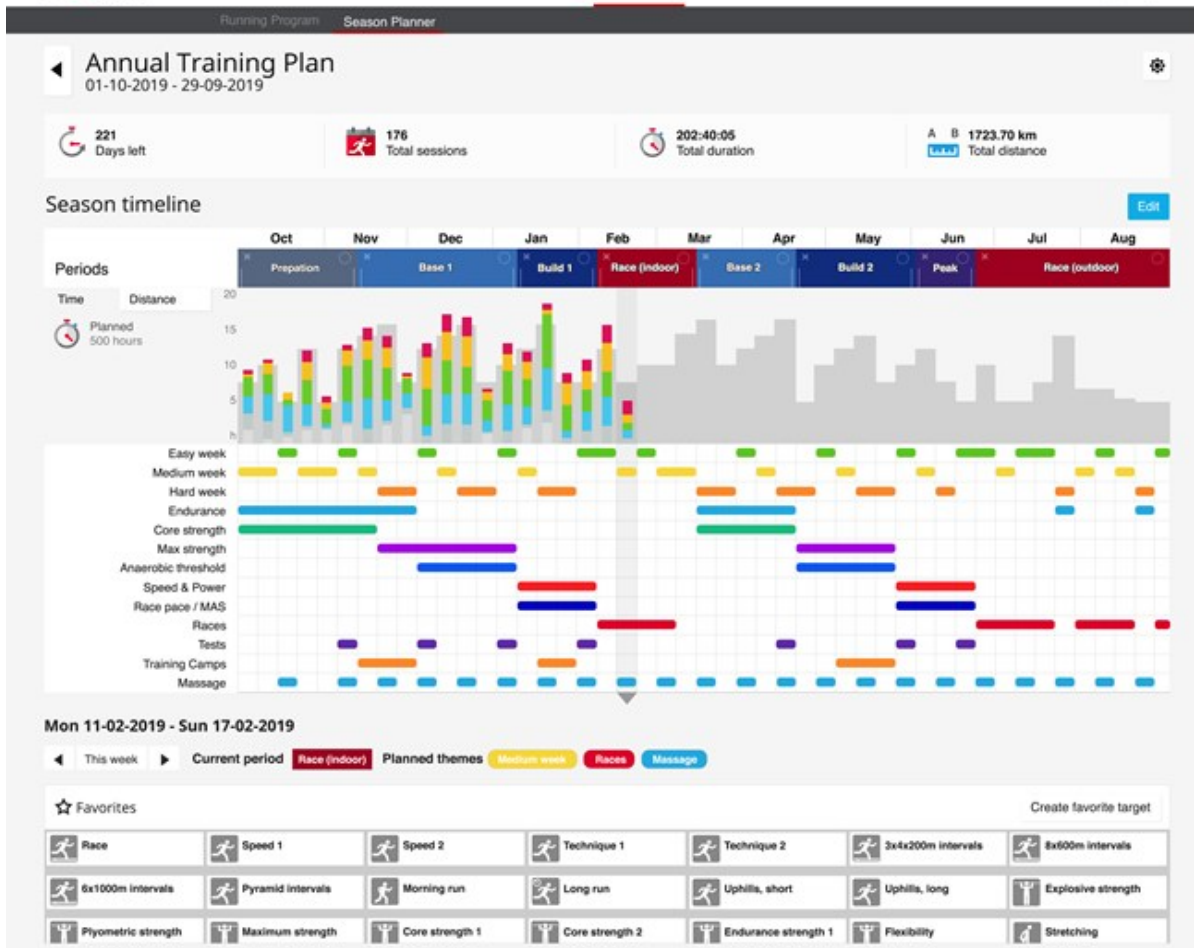 Running Program Season Planner
Annual Training Plan
01-10-2019 - 29-09-2019
221
Days left
176
Total sessions
202:40:05
Total duration
A B 1723.70 km
Total distance
Season timeline
Edit
Oct Nov Dec Jan Feb Mar Apr May Jun Jul Aug
Periods
Prepation Base 1 Build 1 Race (indoor) Base 2 Build 2 Peak Race (outdoor)
Time Distance
Planned
500 hours
20
15
10
5
h
Easy week
Medium week
Hard week
Endurance
Core strength
Max strength
Anaerobic threshold
Speed & Power
Race pace / MAS
Races
Tests
Training Camps
Massage
Mon 11-02-2019 - Sun 17-02-2019
This week Current period Race (indoor) Planned themes Medium week Races Massage
Favorites Create favorite target
Race Speed 1 Speed 2 Technique 1 Technique 2 3x4x200m intervals 8x600m intervals
6x1000m intervals Pyramid intervals Morning run Long run Uphills, short Uphills, long Explosive strength
Plyometric strength Maximum strength Core strength 1 Core strength 2 Endurance strength 1 Flexibility Stretching